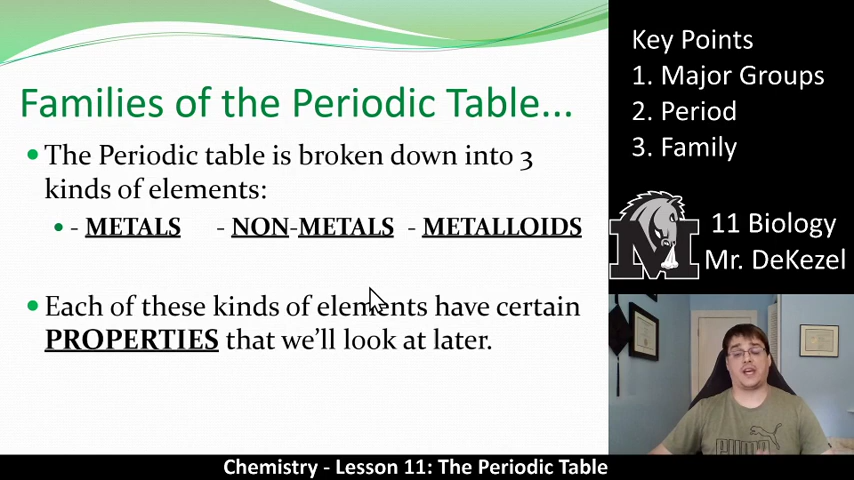 Families of the Periodic Table...
The Periodic table is broken down into 3
kinds of elements:
- METALS - NON-METALS - METALLOIDS
Each of these kinds of elements have certain
PROPERTIES that we'll look at later.
Key Points
1. Major Groups
2. Period
3. Family
M
11 Biology
Mr. DeKezel
PUMA
Chemistry - Lesson 11: The Periodic Table